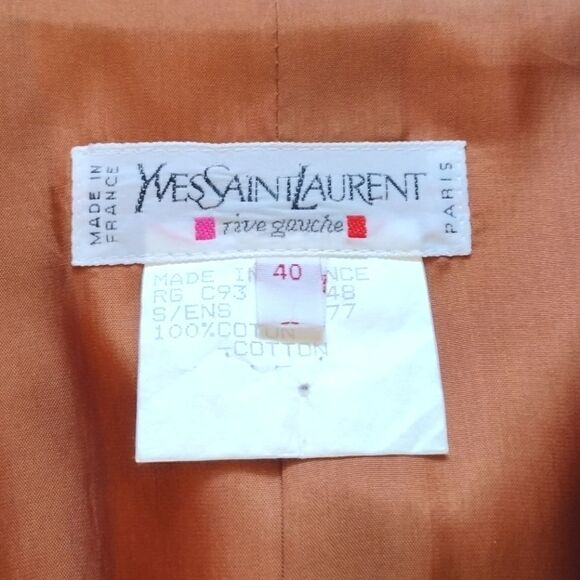 MADE IN
FRANCE
YVESSAINTLAURENT
rive gauche
PARIS
40
MADE IN NCE
RG C93 48
S/ENS 77
100%COTON
-COTTON